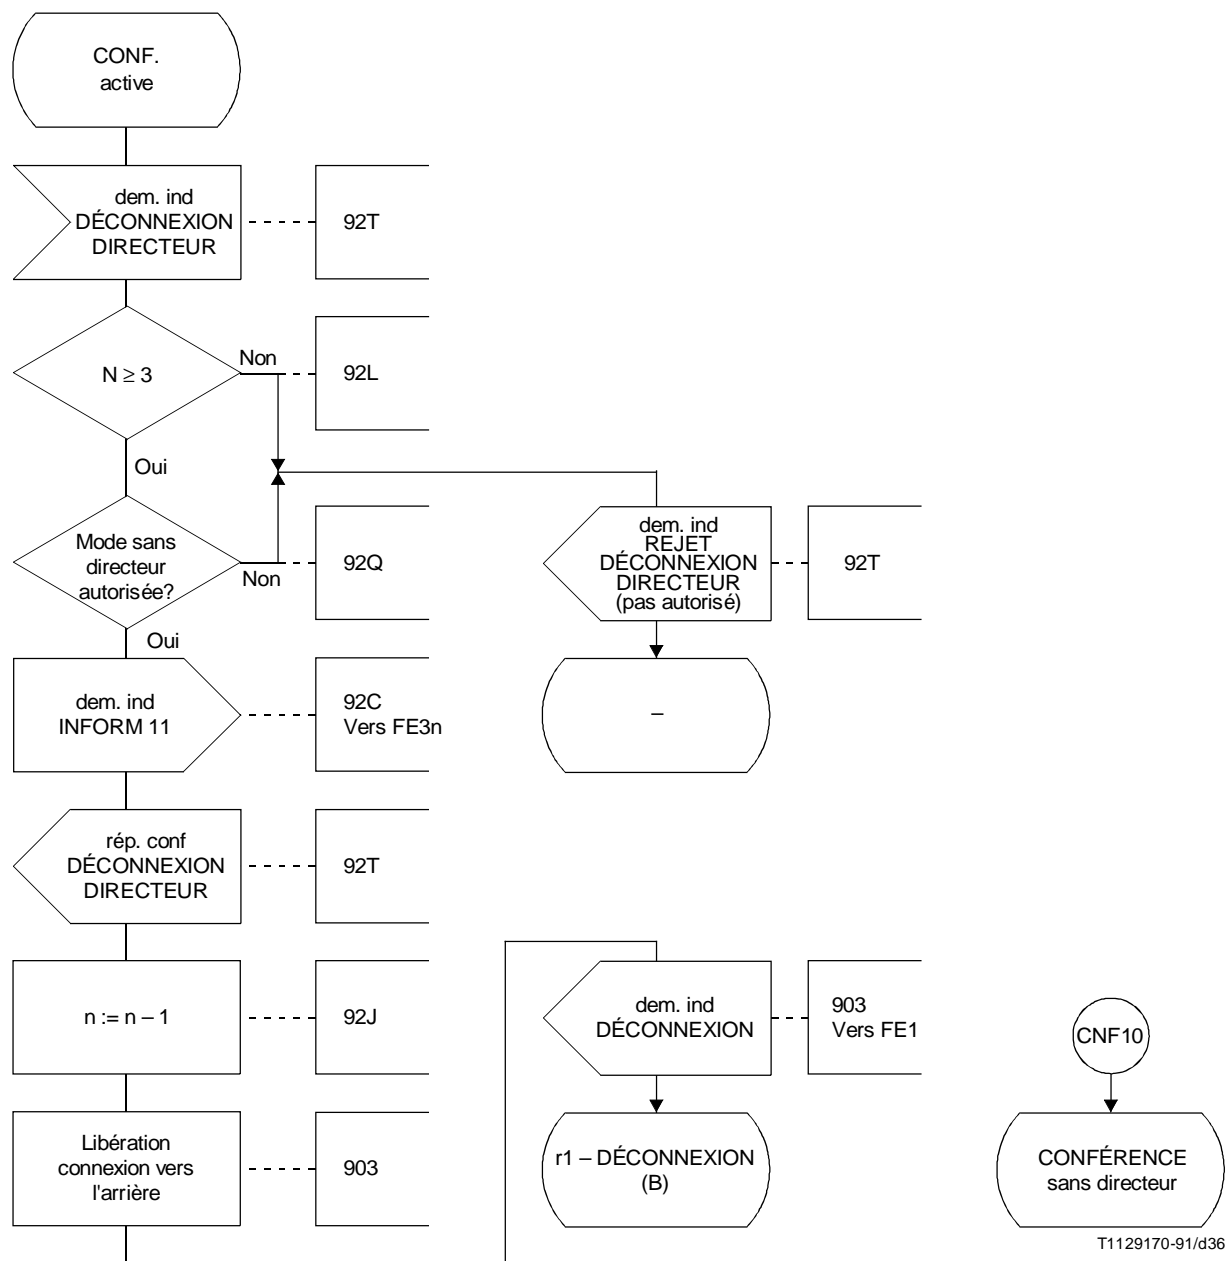 CONF.
active
dem. ind
DÉCONNEXION
DIRECTEUR
92T
N ≥ 3
Non
92L
Oui
Mode sans
directeur
autorisée?
Non
92Q
dem. ind
REJET
DÉCONNEXION
DIRECTEUR
(pas autorisé)
92T
Oui
dem. ind
INFORM 11
92C
Vers FE3n
–
rép. conf
DÉCONNEXION
DIRECTEUR
92T
n := n – 1
92J
dem. ind
DÉCONNEXION
903
Vers FE1
CNF10
Libération
connexion vers
l'arrière
903
r1 – DÉCONNEXION
(B)
CONFÉRENCE
sans directeur
T1129170-91/d36